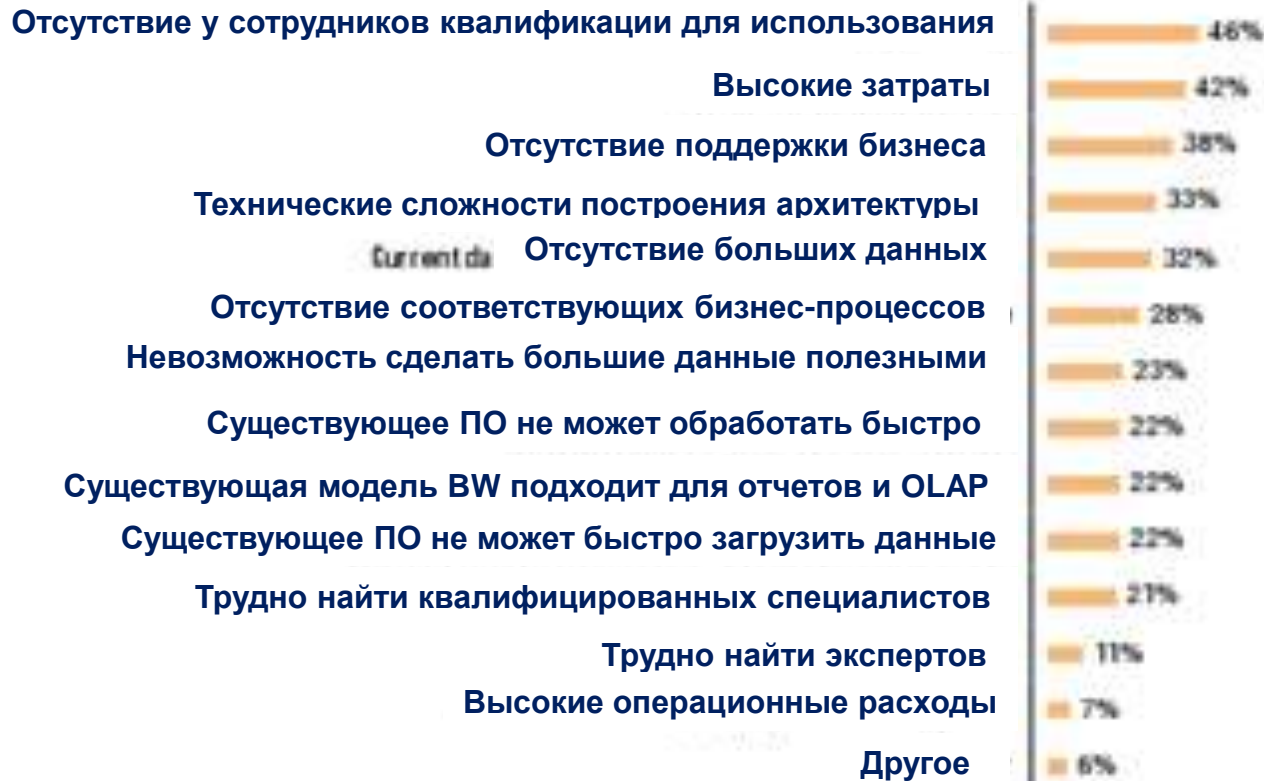 Отсутствие у сотрудников квалификации для использования 46%
Высокие затраты 42%
Отсутствие поддержки бизнеса 38%
Технические сложности построения архитектуры 33%
Current da Отсутствие больших данных 32%
Отсутствие соответствующих бизнес-процессов 28%
Невозможность сделать большие данные полезными 23%
Существующее ПО не может обработать быстро 22%
Существующая модель BW подходит для отчетов и OLAP 22%
Существующее ПО не может быстро загрузить данные 22%
Трудно найти квалифицированных специалистов 21%
Трудно найти экспертов 11%
Высокие операционные расходы 7%
Другое 6%